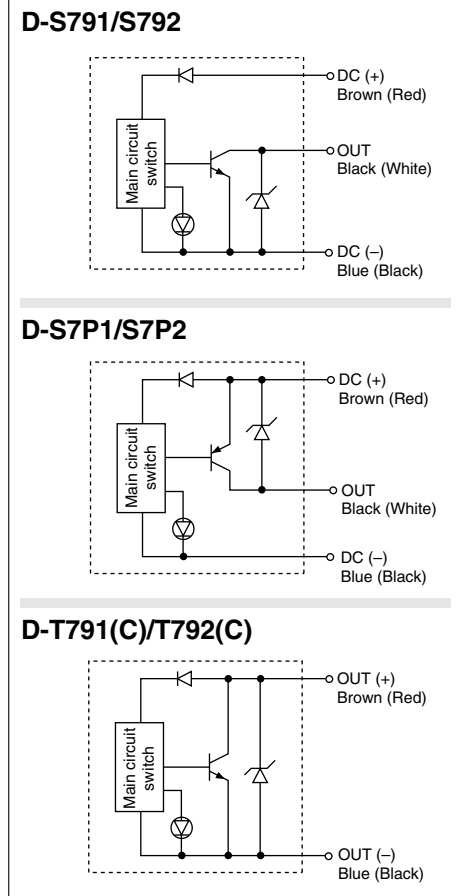 D-S791/S792
DC (+)
Brown (Red)
Main circuit
switch
OUT
Black (White)
DC (–)
Blue (Black)
D-S7P1/S7P2
DC (+)
Brown (Red)
Main circuit
switch
OUT
Black (White)
DC (–)
Blue (Black)
D-T791(C)/T792(C)
OUT (+)
Brown (Red)
Main circuit
switch
OUT (–)
Blue (Black)